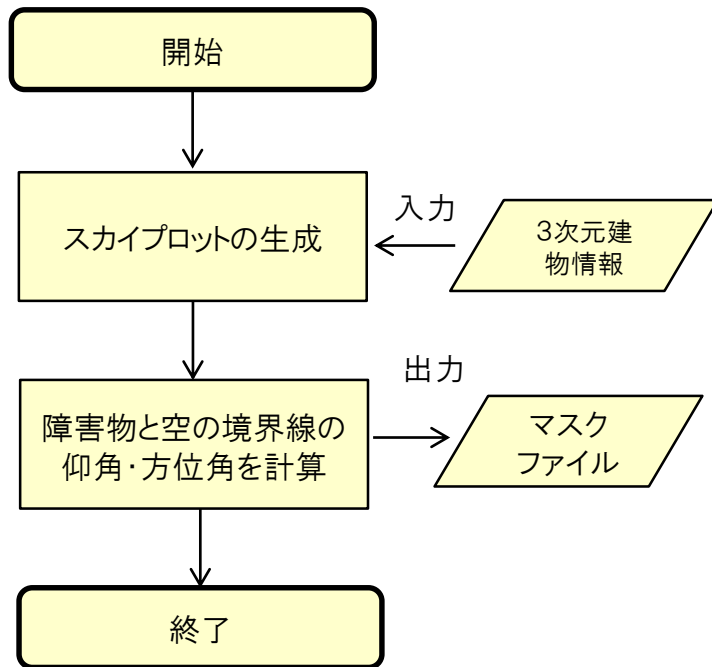 開始
スカイプロットの生成
入力
3次元建
物情報
障害物と空の境界線の
仰角・方位角を計算
出力
マスク
ファイル
終了